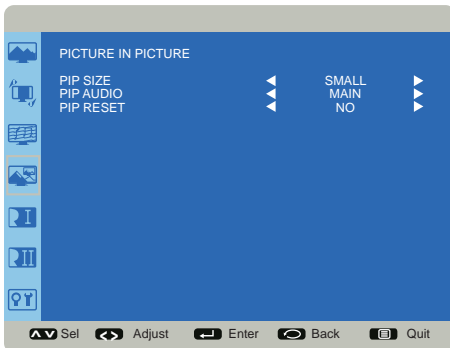 PICTURE IN PICTURE
PIP SIZE SMALL
PIP AUDIO MAIN
PIP RESET NO
Sel Adjust Enter Back Quit